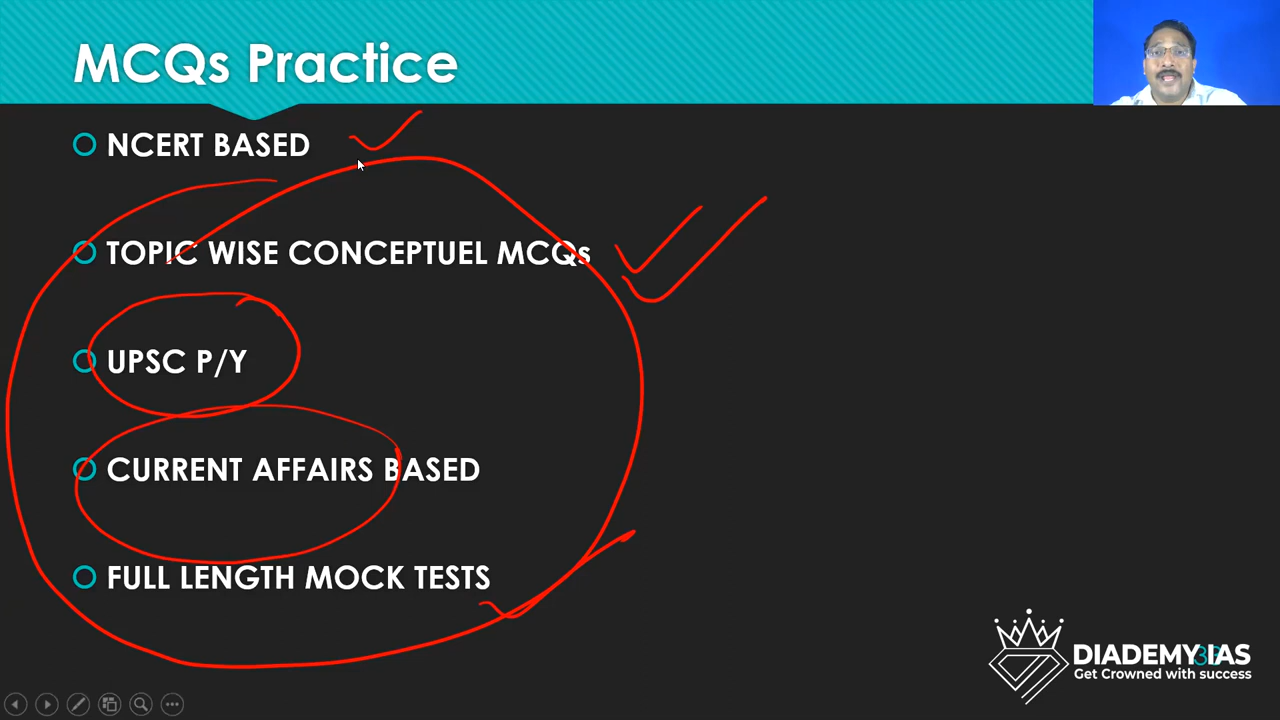 MCQs Practice
NCERT BASED
TOPIC WISE CONCEPTUEL MCQs
UPSC P/Y
CURRENT AFFAIRS BASED
FULL LENGTH MOCK TESTS
DIADEMY IAS
Get Crowned with success